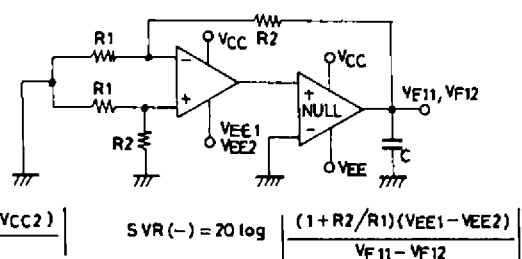 R2
R1
VCC
VCC
VF11, VF12
R1
NULL
R2
VEE1
VEE2
VEE
C
VCC2)
SVR(-) = 20 log | (1+R2/R1)(VEE1-VEE2) / VF11-VF12 |